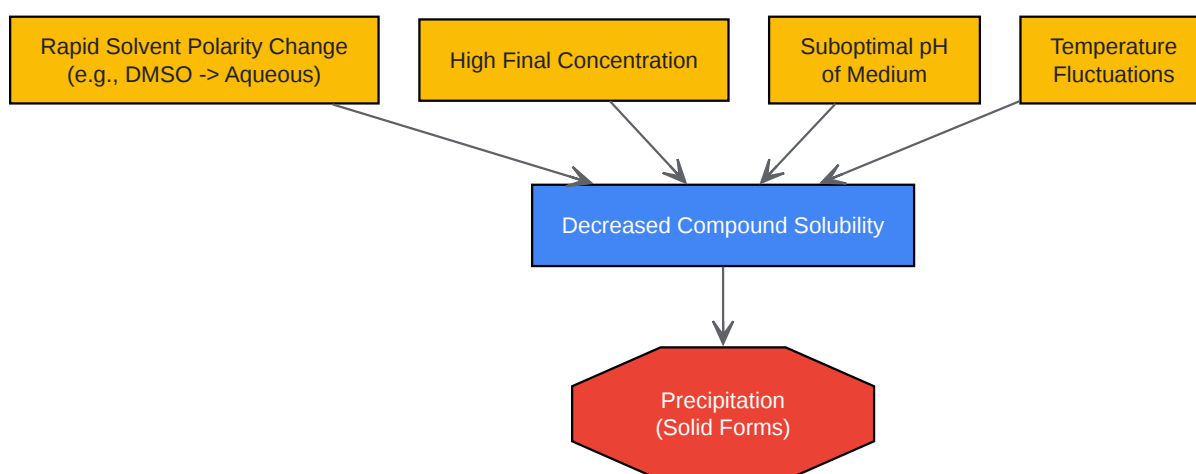 Rapid Solvent Polarity Change
(e.g., DMSO -> Aqueous)
High Final Concentration
Suboptimal pH
of Medium
Temperature
Fluctuations
Decreased Compound Solubility
Precipitation
(Solid Forms)